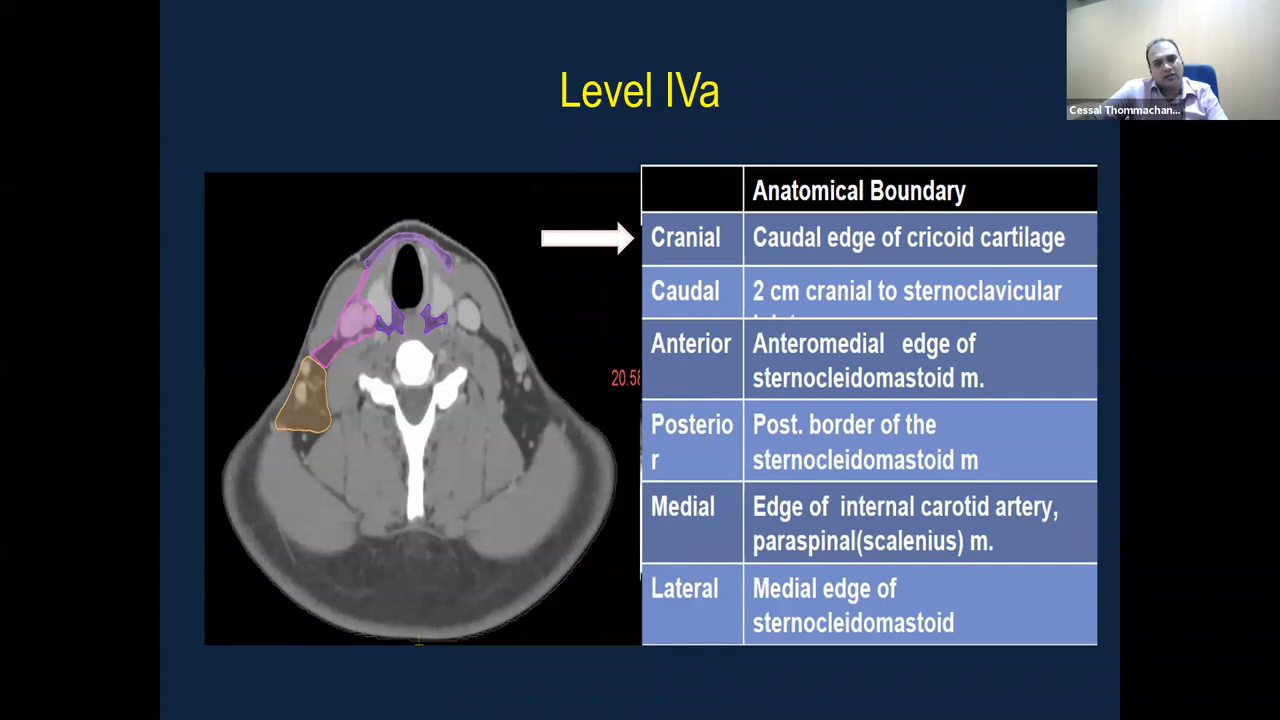 Level IVa
Cessal Thommachan...
Anatomical Boundary
Cranial
Caudal edge of cricoid cartilage
Caudal
2 cm cranial to sternoclavicular
Anterior
Anteromedial edge of
sternocleidomastoid m.
20.58
Posterio
r
Post. border of the
sternocleidomastoid m
Medial
Edge of internal carotid artery,
paraspinal(scalenius) m.
Lateral
Medial edge of
sternocleidomastoid